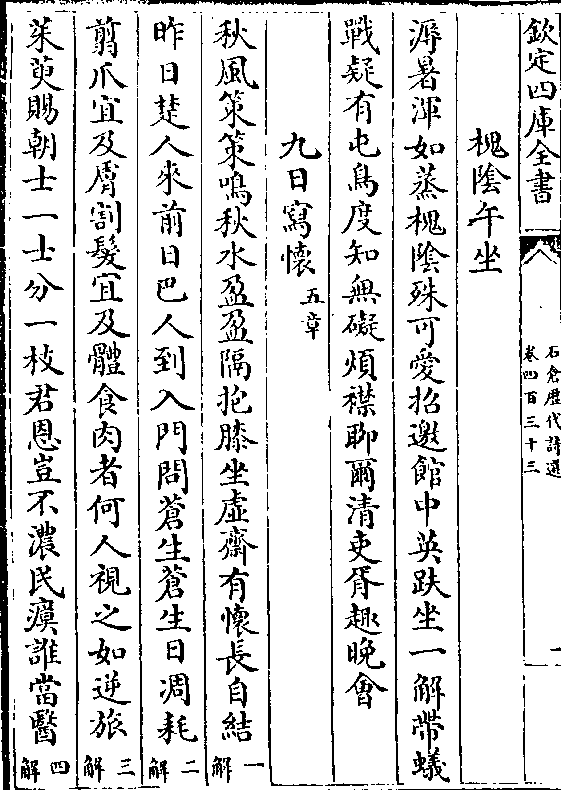 欽定四庫全書
石倉歷代詩選
卷四百三十三
一
槐陰午坐
溽暑渾如蒸槐陰殊可愛招邀館中英趺坐一解帶蟻
戰疑有屯鳥度知無礙煩襟聊爾清吏胥趣晚會
九日寫懷五章
秋風策策鳴秋水盈盈隔抱膝坐虛齋有懷長自結一解
昨日楚人來前日巴人到入門問蒼生蒼生日凋耗二解
剪爪宜及膚割髮宜及體食肉者何人視之如逆旅三解
茱萸賜朝士一士分一枝君恩豈不濃民瘼誰當醫四解